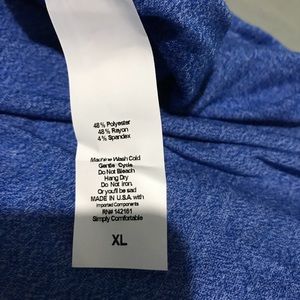 48% Polyester
48% Rayon
4% Spandex
Machine Wash Cold
Gentle Cycle
Do Not Bleach
Hang Dry
Do Not Iron.
Or you'll be sad
MADE IN U.S.A. with
Imported Components
RN# 142161
Simply Comfortable
XL